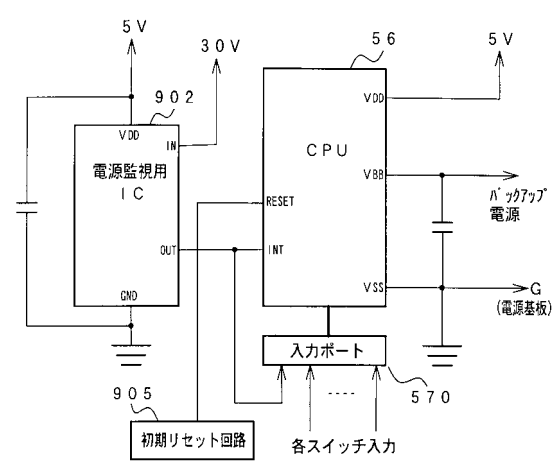 5V
30V
902
VDD
IN
電源監視用
IC
OUT
GND
56
5V
CPU
VDD
VBB
RESET
INT
VSS
バックアップ
電源
G
(電源基板)
入力ポート
570
905
初期リセット回路
各スイッチ入力